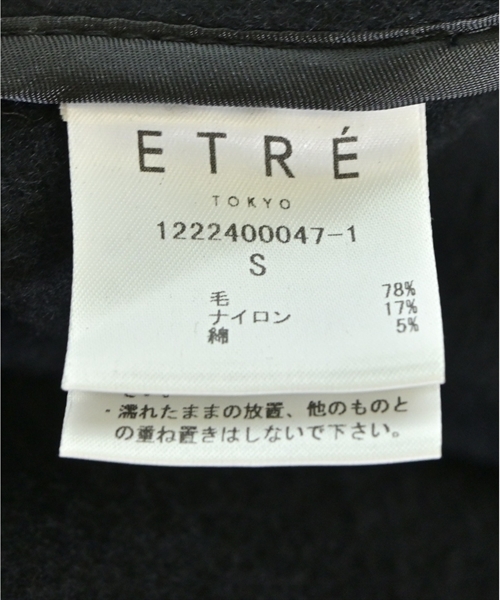 ETRÉ
TOKYO
1222400047-1
S
毛 78%
ナイロン 17%
綿 5%
・濡れたままの放置、他のものと
の重ね置きはしないで下さい。